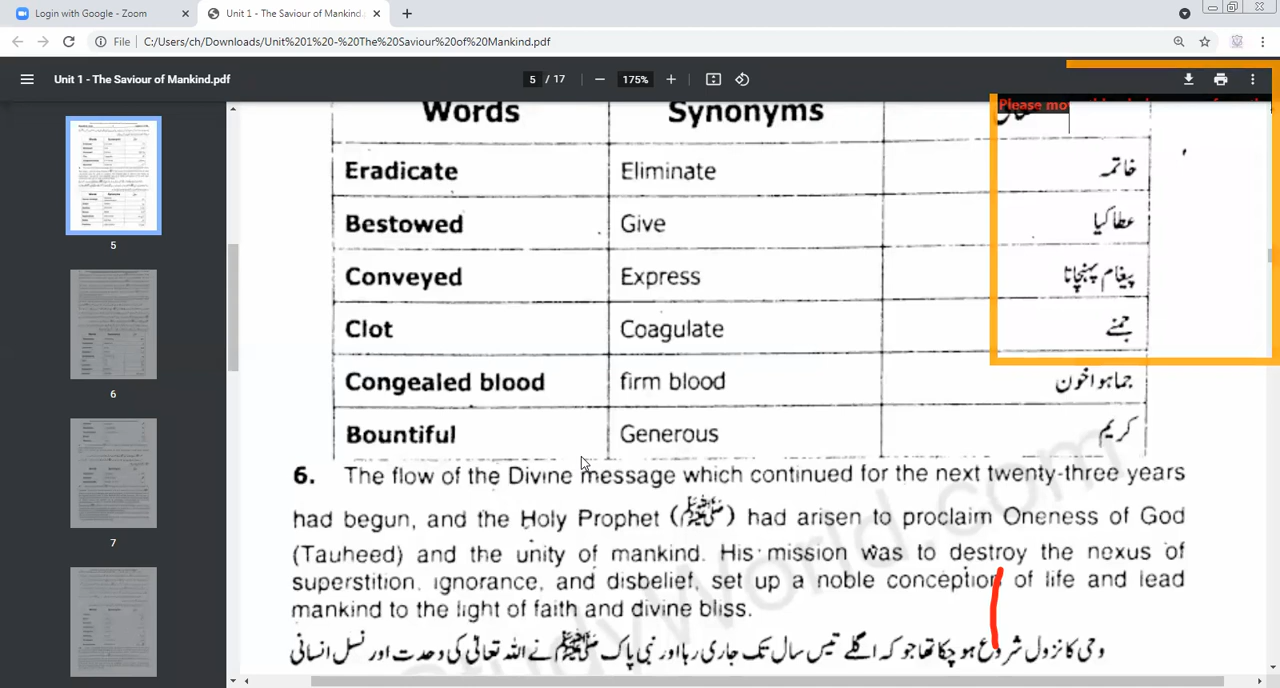 Login with Google - Zoom
Unit 1 - The Saviour of Mankind.
File C:/Users/ch/Downloads/Unit%201%20-%20The%20Saviour%20of%20Mankind.pdf
Unit 1 - The Saviour of Mankind.pdf
5 / 17
175%
Please mov
Words Synonyms
Eradicate Eliminate خاتمہ
Bestowed Give عطا کیا
Conveyed Express پیغام پہنچانا
Clot Coagulate جمنے
Congealed blood firm blood جما ہوا خون
Bountiful Generous کریم
6. The flow of the Divine message which continued for the next twenty-three years
had begun, and the Holy Prophet (ﷺ) had arisen to proclaim Oneness of God
(Tauheed) and the unity of mankind. His mission was to destroy the nexus of
superstition, ignorance, and disbelief, set up a noble conception of life and lead
mankind to the light of faith and divine bliss.
وحی کا نزول شروع ہو چکا تھا جو کہ اگلے تیس سال تک جاری رہا اور نبی پاک ﷺ نے اللہ تعالیٰ کی وحدت اور نسل انسانی
5
6
7